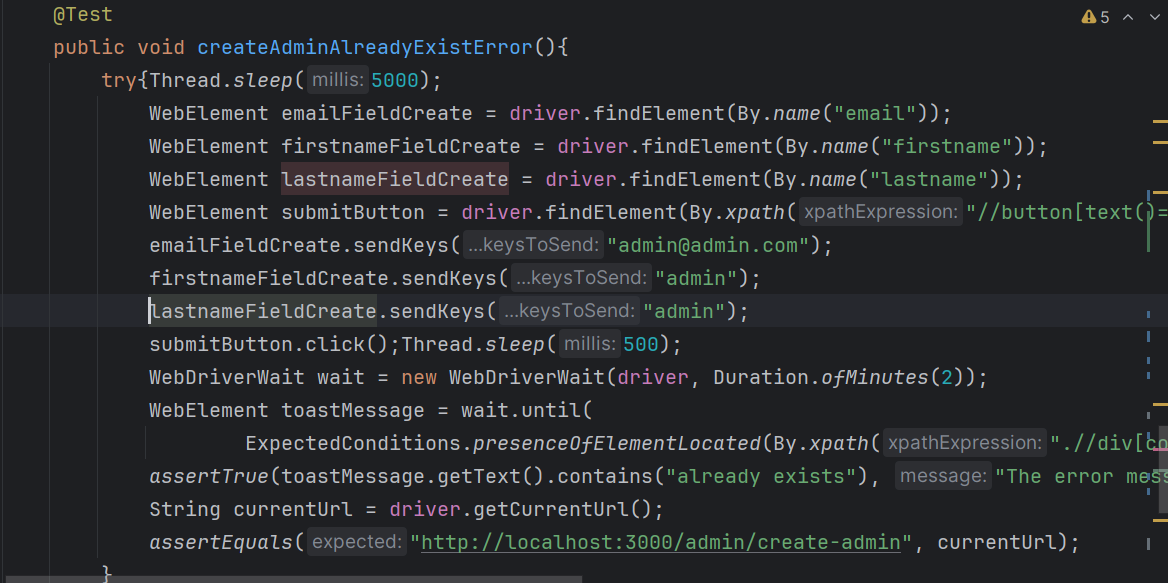 @Test
5
public void createAdminAlreadyExistError(){
try{Thread.sleep( millis: 5000);
WebElement emailFieldCreate = driver.findElement(By.name("email"));
WebElement firstnameFieldCreate = driver.findElement(By.name("firstname"));
WebElement lastnameFieldCreate = driver.findElement(By.name("lastname"));
WebElement submitButton = driver.findElement(By.xpath( xpathExpression: "//button[text()=
emailFieldCreate.sendKeys( ...keysToSend: "admin@admin.com");
firstnameFieldCreate.sendKeys( ...keysToSend: "admin");
lastnameFieldCreate.sendKeys( ...keysToSend: "admin");
submitButton.click();Thread.sleep( millis: 500);
WebDriverWait wait = new WebDriverWait(driver, Duration.ofMinutes(2));
WebElement toastMessage = wait.until(
ExpectedConditions.presenceOfElementLocated(By.xpath( xpathExpression: ".//div[co
assertTrue(toastMessage.getText().contains("already exists"), message: "The error mess
String currentUrl = driver.getCurrentUrl();
assertEquals( expected: "http://localhost:3000/admin/create-admin", currentUrl);
}